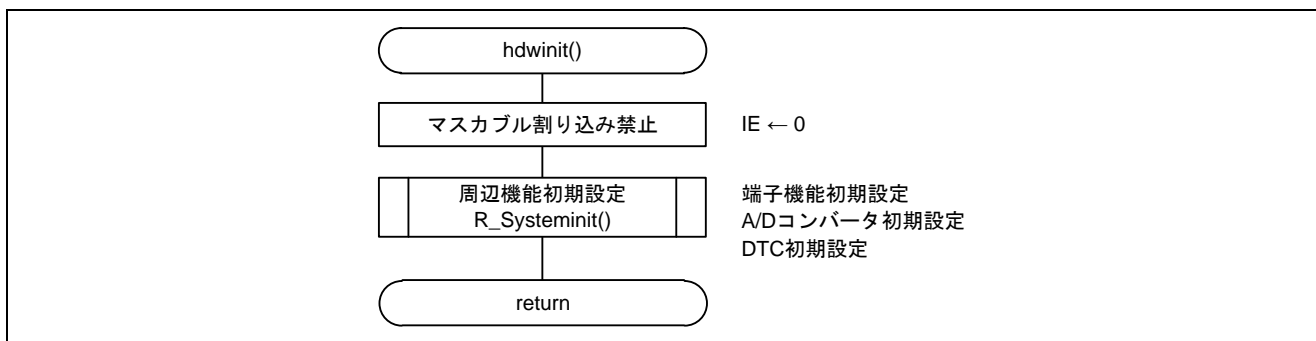 hdwinit()
マスカブル割り込み禁止
IE ← 0
周辺機能初期設定
R_Systeminit()
端子機能初期設定
A/Dコンバータ初期設定
DTC初期設定
return